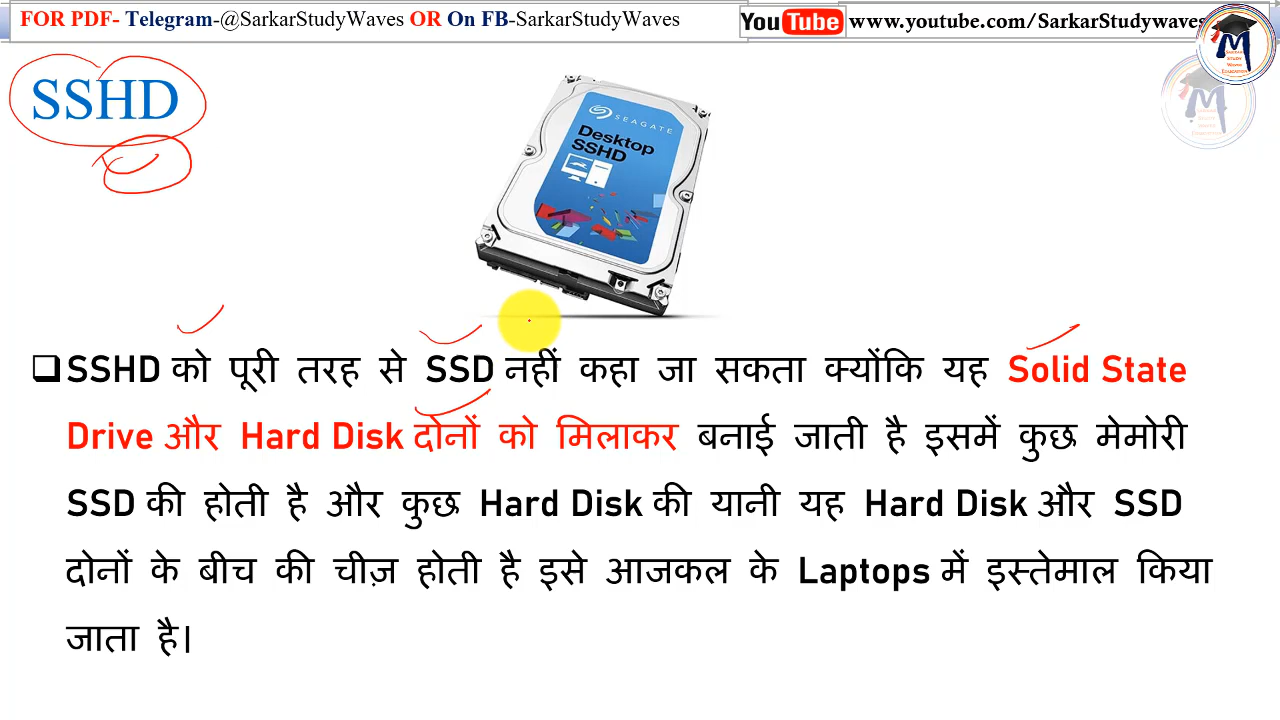 FOR PDF- Telegram-@SarkarStudyWaves OR On FB-SarkarStudyWaves
YouTube www.youtube.com/SarkarStudywaves
SSHD
SEAGATE
Desktop
SSHD
SSHD को पूरी तरह से SSD नहीं कहा जा सकता क्योंकि यह Solid State
Drive और Hard Disk दोनों को मिलाकर बनाई जाती है इसमें कुछ मेमोरी
SSD की होती है और कुछ Hard Disk की यानी यह Hard Disk और SSD
दोनों के बीच की चीज़ होती है इसे आजकल के Laptops में इस्तेमाल किया
जाता है।